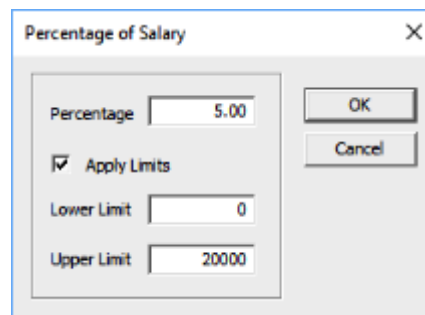 Percentage of Salary
Percentage 5.00
OK
Cancel
Apply Limits
Lower Limit 0
Upper Limit 20000